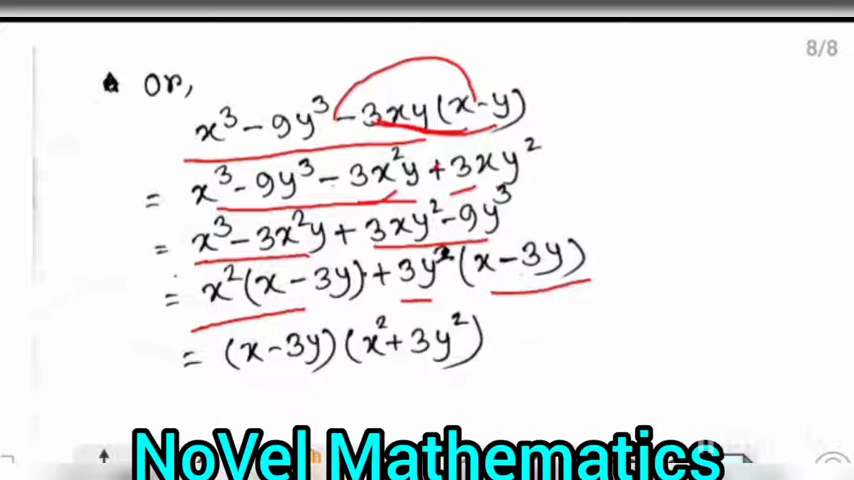 8/8
or,
x³ - 9y³ - 3xy(x-y)
= x³ - 9y³ - 3x²y + 3xy²
= x³ - 3x²y + 3xy² - 9y³
= x²(x - 3y) + 3y²(x - 3y)
= (x - 3y)(x² + 3y²)
NoVel Mathematics